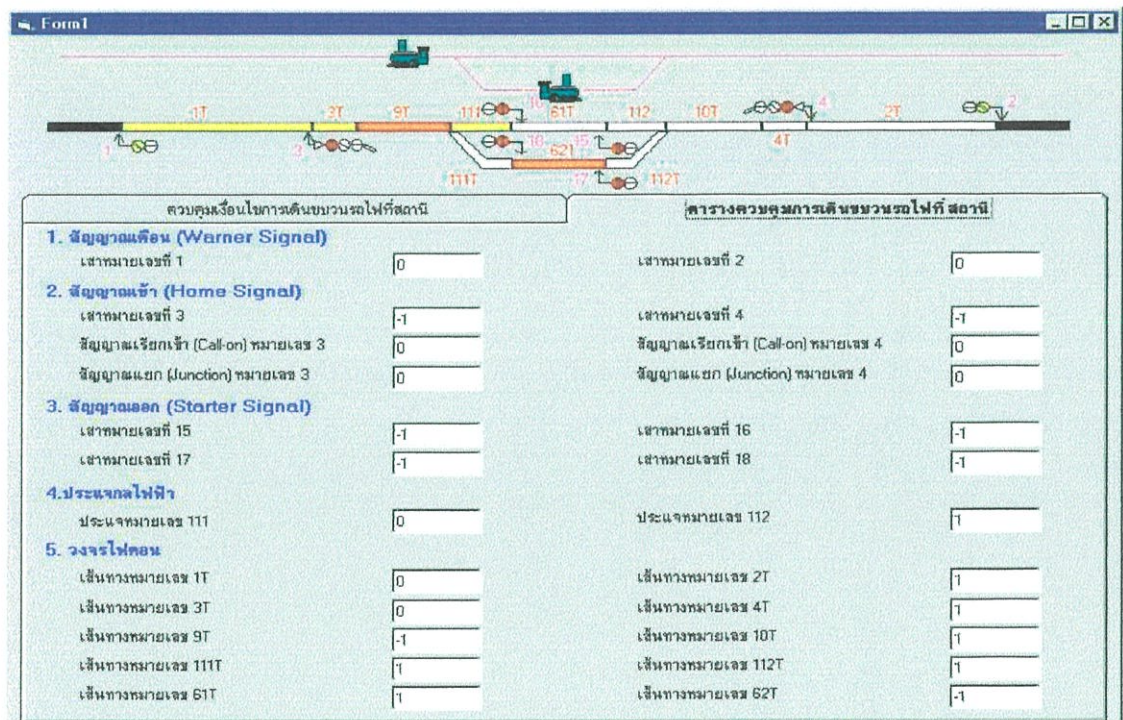 Form1
1T 3T 9T 111 16 61T 112 10T 4 2T 2
1 3 18 15 4T
62T
111T 17 112T
ควบคุมเงื่อนไขการเดินขบวนรถไฟที่สถานี ตารางควบคุมการเดินขบวนรถไฟที่ สถานี
1. สัญญาณเตือน (Warner Signal)
เสาหมายเลขที่ 1 0 เสาหมายเลขที่ 2 0
2. สัญญาณเข้า (Home Signal)
เสาหมายเลขที่ 3 -1 เสาหมายเลขที่ 4 -1
สัญญาณเรียกเข้า (Call-on) หมายเลข 3 0 สัญญาณเรียกเข้า (Call-on) หมายเลข 4 0
สัญญาณแยก (Junction) หมายเลข 3 0 สัญญาณแยก (Junction) หมายเลข 4 0
3. สัญญาณออก (Starter Signal)
เสาหมายเลขที่ 15 -1 เสาหมายเลขที่ 16 -1
เสาหมายเลขที่ 17 -1 เสาหมายเลขที่ 18 -1
4.ประแจกลไฟฟ้า
ประแจหมายเลข 111 0 ประแจหมายเลข 112 1
5. วงจรไฟตอน
เส้นทางหมายเลข 1T 0 เส้นทางหมายเลข 2T 1
เส้นทางหมายเลข 3T 0 เส้นทางหมายเลข 4T 1
เส้นทางหมายเลข 9T -1 เส้นทางหมายเลข 10T 1
เส้นทางหมายเลข 111T 1 เส้นทางหมายเลข 112T 1
เส้นทางหมายเลข 61T 1 เส้นทางหมายเลข 62T -1